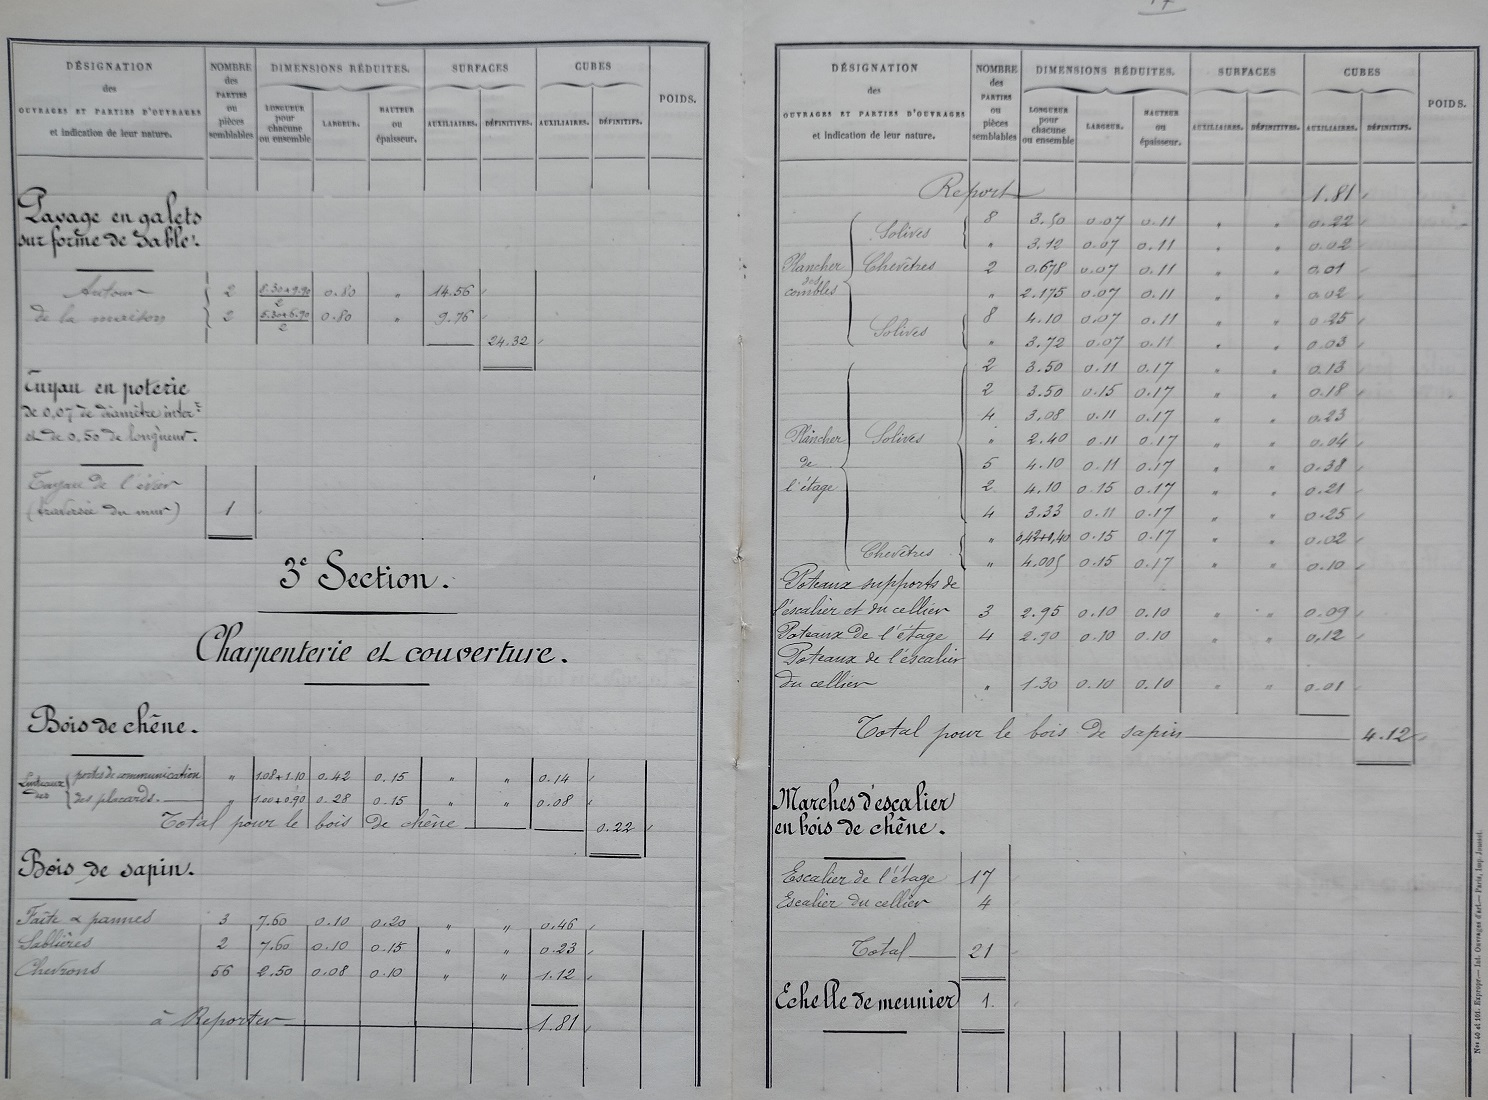 DÉSIGNATION
des
OUVRAGES ET PARTIES D'OUVRAGES
et indication de leur nature.
NOMBRE
des
PARTIES
ou
pièces
semblables
DIMENSIONS RÉDUITES.
LONGUEUR
pour
chacune
ou ensemble
LARGEUR.
HAUTEUR
ou
épaisseur.
SURFACES
AUXILIAIRES.
DÉFINITIVES.
CUBES
AUXILIAIRES.
DÉFINITIFS.
POIDS.
Pavage en galets
sur forme de sable.
Autour 2 8.30+9.90/2 0.80 " 14.56
de la maison 2 5.30+6.90/2 0.80 " 9.76
24.32
Tuyau en poterie
de 0,07 de diamètre intér.
et de 0,50 de longueur.
Tuyau de l'évier
(traversée du mur) 1
3e Section.
Charpenterie et couverture.
Bois de chêne.
Linteaux des
portes de communication " 1.08+1.10 0.42 0.15 " " 0.14
des placards. " 1.00+0.90 0.28 0.15 " " 0.08
Total pour le bois de chêne 0.22
Bois de sapin.
Faîte & pannes 3 7.60 0.10 0.20 " " 0.46
Sablières 2 7.60 0.10 0.15 " " 0.23
Chevrons 56 2.50 0.08 0.10 " " 1.12
à Reporter 1.81
17
DÉSIGNATION
des
OUVRAGES ET PARTIES D'OUVRAGES
et indication de leur nature.
NOMBRE
des
PARTIES
ou
pièces
semblables
DIMENSIONS RÉDUITES.
LONGUEUR
pour
chacune
ou ensemble
LARGEUR.
HAUTEUR
ou
épaisseur.
SURFACES
AUXILIAIRES.
DÉFINITIVES.
CUBES
AUXILIAIRES.
DÉFINITIFS.
POIDS.
Report 1.81
Plancher
des
combles
Solives 8 3.50 0.07 0.11 " " 0.22
" 3.12 0.07 0.11 " " 0.02
Chevêtres 2 0.678 0.07 0.11 " " 0.01
" 2.175 0.07 0.11 " " 0.02
Solives 8 4.10 0.07 0.11 " " 0.25
" 3.72 0.07 0.11 " " 0.03
Plancher
de
l'étage
2 3.50 0.11 0.17 " " 0.13
2 3.50 0.15 0.17 " " 0.18
4 3.08 0.11 0.17 " " 0.23
Solives " 2.40 0.11 0.17 " " 0.04
5 4.10 0.11 0.17 " " 0.38
2 4.10 0.15 0.17 " " 0.21
4 3.33 0.11 0.17 " " 0.25
Chevêtres " 0,42+0,40 0.15 0.17 " " 0.02
" 4.005 0.15 0.17 " " 0.10
Poteaux supports de
l'escalier et du cellier 3 2.95 0.10 0.10 " " 0.09
Poteaux de l'étage 4 2.90 0.10 0.10 " " 0.12
Poteaux de l'escalier
du cellier " 1.30 0.10 0.10 " " 0.01
Total pour le bois de sapin 4.12
Marches d'escalier
en bois de chêne.
Escalier de l'étage 17
Escalier du cellier 4
Total 21
Echelle de meunier 1.
Nos 40 et 101. Exprop.— Int. Ouvrages d'art.— Paris, Imp. Jousset.